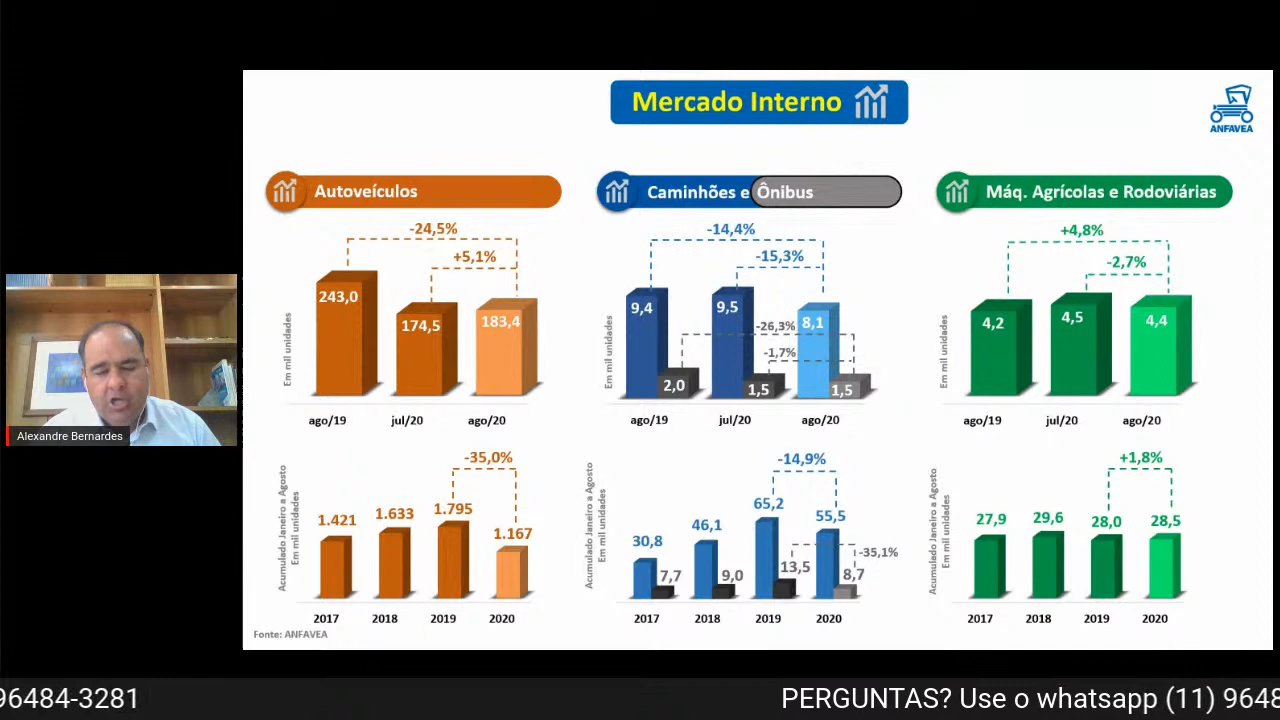 Mercado Interno
ANFAVEA
Autoveículos
-24,5%
+5,1%
243,0
174,5
183,4
Em mil unidades
ago/19
jul/20
ago/20
-35,0%
1.421
1.633
1.795
1.167
Acumulado Janeiro a Agosto
Em mil unidades
2017
2018
2019
2020
Fonte: ANFAVEA
Caminhões e Ônibus
-14,4%
-15,3%
9,4
9,5
8,1
-26,3%
-1,7%
2,0
1,5
1,5
Em mil unidades
ago/19
jul/20
ago/20
-14,9%
30,8
46,1
65,2
55,5
-35,1%
7,7
9,0
13,5
8,7
Acumulado Janeiro a Agosto
Em mil unidades
2017
2018
2019
2020
Máq. Agrícolas e Rodoviárias
+4,8%
-2,7%
4,2
4,5
4,4
Em mil unidades
ago/19
jul/20
ago/20
+1,8%
27,9
29,6
28,0
28,5
Acumulado Janeiro a Agosto
Em mil unidades
2017
2018
2019
2020
Alexandre Bernardes
96484-3281
PERGUNTAS? Use o whatsapp (11) 9648